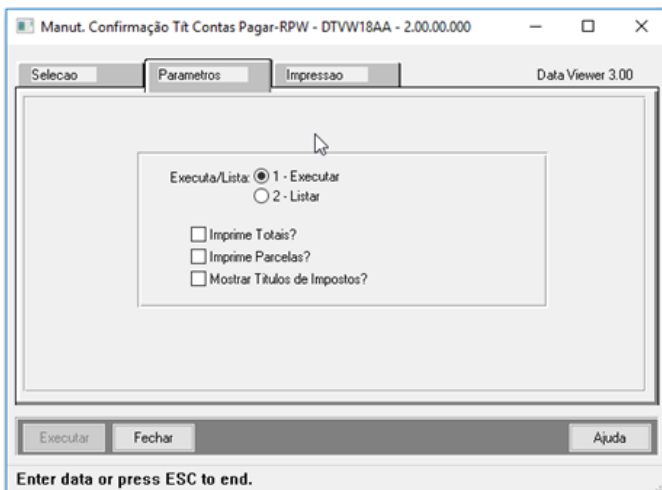 Manut. Confirmação Tít Contas Pagar-RPW - DTVW18AA - 2.00.00.000
Selecao Parametros Impressao Data Viewer 3.00
Executa/Lista: 1 - Executar
2 - Listar
Imprime Totais?
Imprime Parcelas?
Mostrar Títulos de Impostos?
Executar Fechar Ajuda
Enter data or press ESC to end.